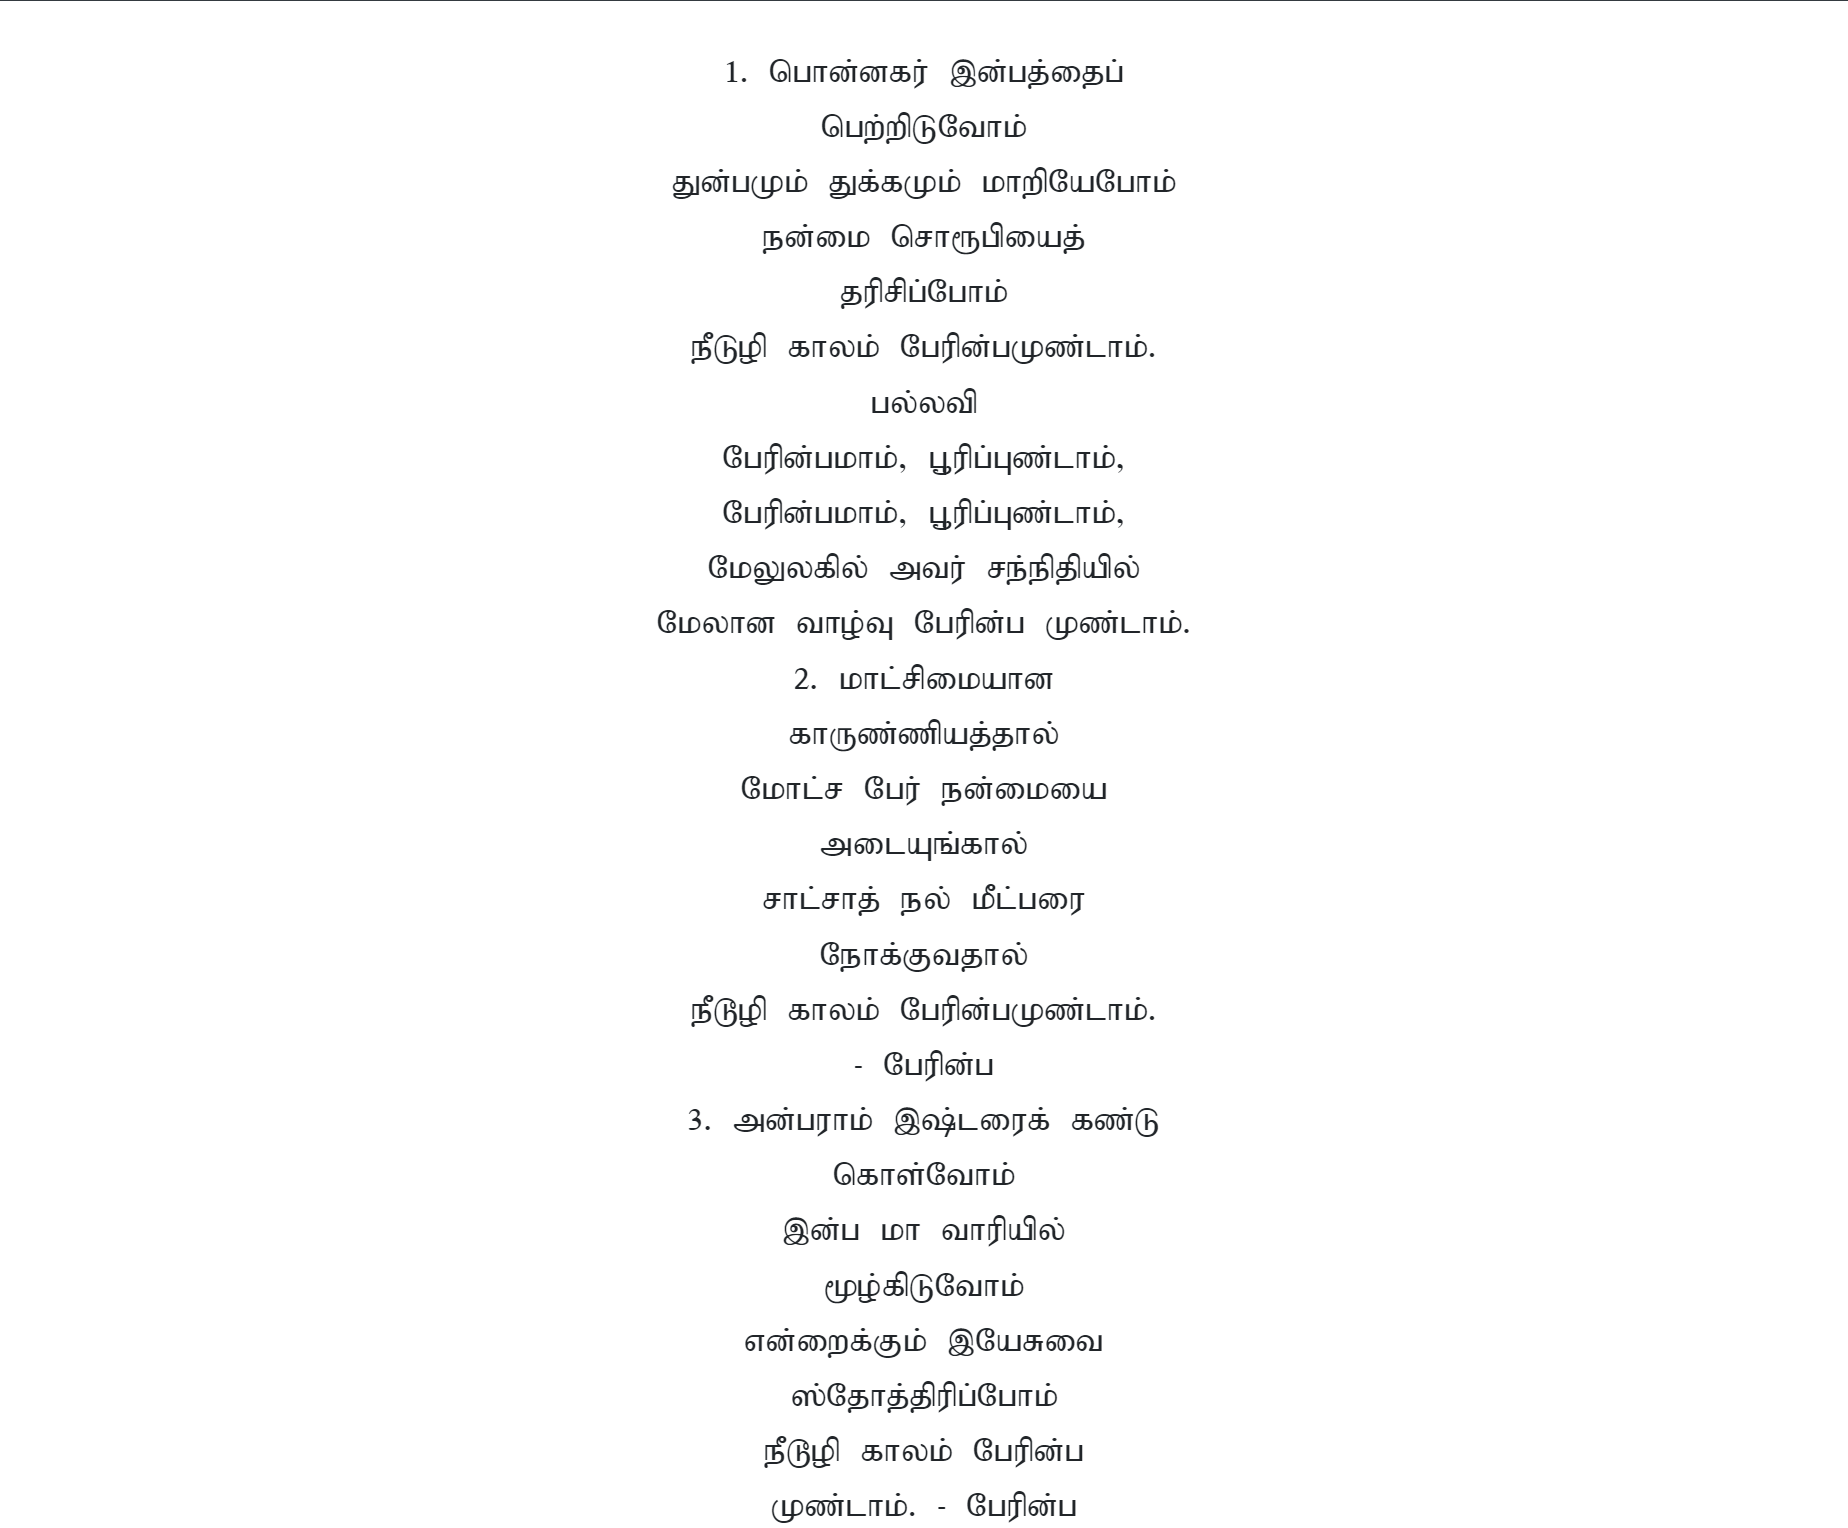 1. பொன்னகர் இன்பத்தைப்
பெற்றிடுவோம்
துன்பமும் துக்கமும் மாறியேபோம்
நன்மை சொரூபியைத்
தரிசிப்போம்
நீடுழி காலம் பேரின்பமுண்டாம்.
பல்லவி
பேரின்பமாம், பூரிப்புண்டாம்,
பேரின்பமாம், பூரிப்புண்டாம்,
மேலுலகில் அவர் சந்நிதியில்
மேலான வாழ்வு பேரின்ப முண்டாம்.
2. மாட்சிமையான
காருண்ணியத்தால்
மோட்ச பேர் நன்மையை
அடையுங்கால்
சாட்சாத் நல் மீட்பரை
நோக்குவதால்
நீடூழி காலம் பேரின்பமுண்டாம்.
- பேரின்ப
3. அன்பராம் இஷ்டரைக் கண்டு
கொள்வோம்
இன்ப மா வாரியில்
மூழ்கிடுவோம்
என்றைக்கும் இயேசுவை
ஸ்தோத்திரிப்போம்
நீடூழி காலம் பேரின்ப
முண்டாம். - பேரின்ப